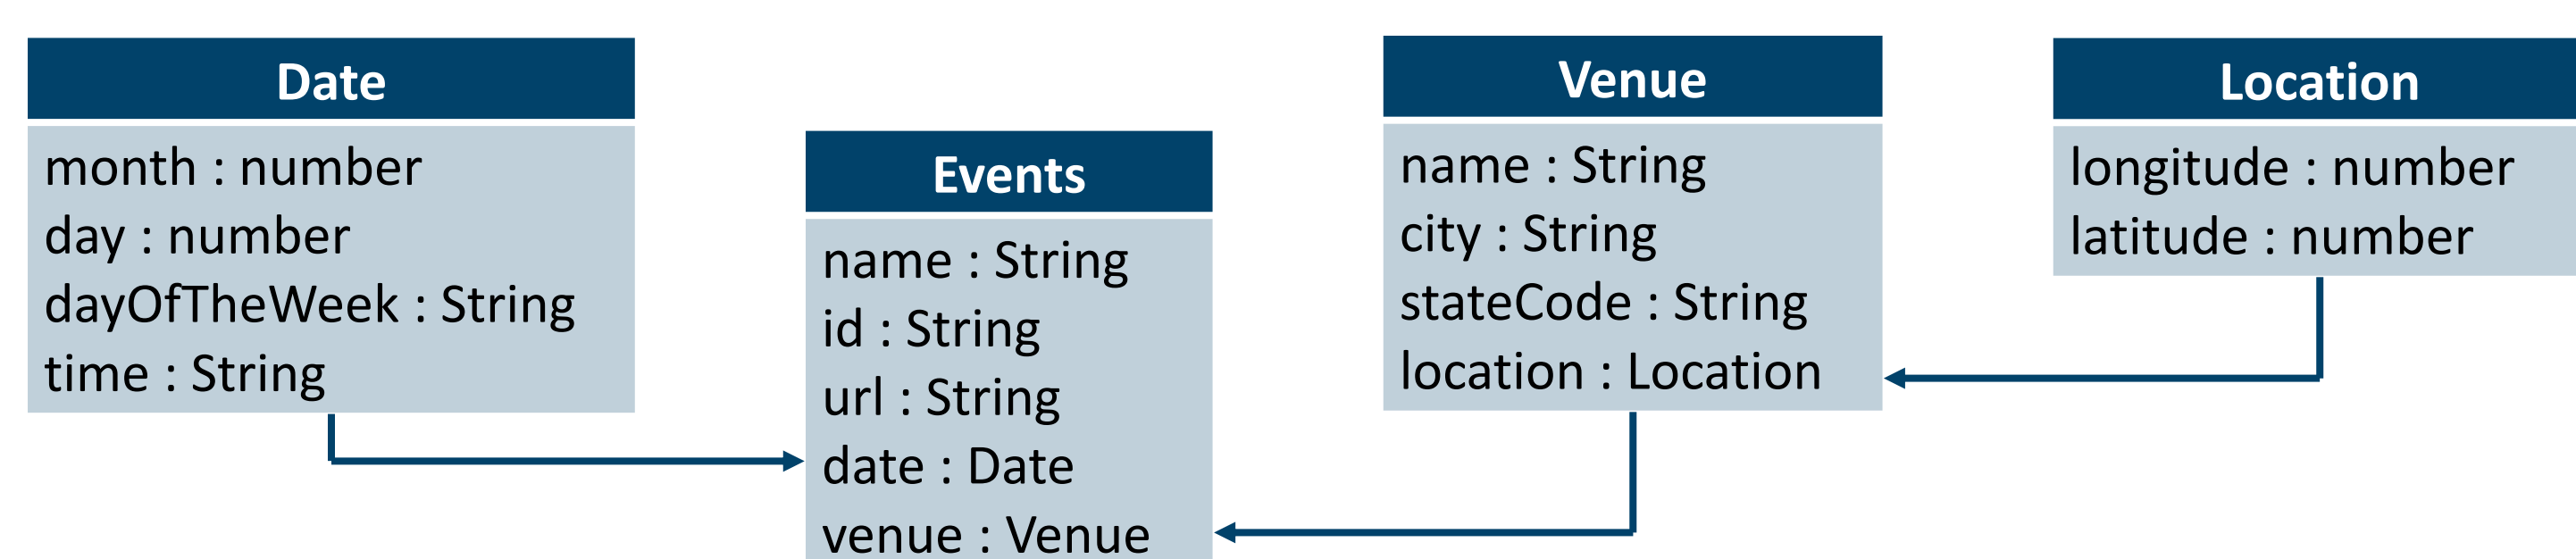 Date
month : number
day : number
dayOfTheWeek : String
time : String
Events
name : String
id : String
url : String
date : Date
venue : Venue
Venue
name : String
city : String
stateCode : String
location : Location
Location
longitude : number
latitude : number